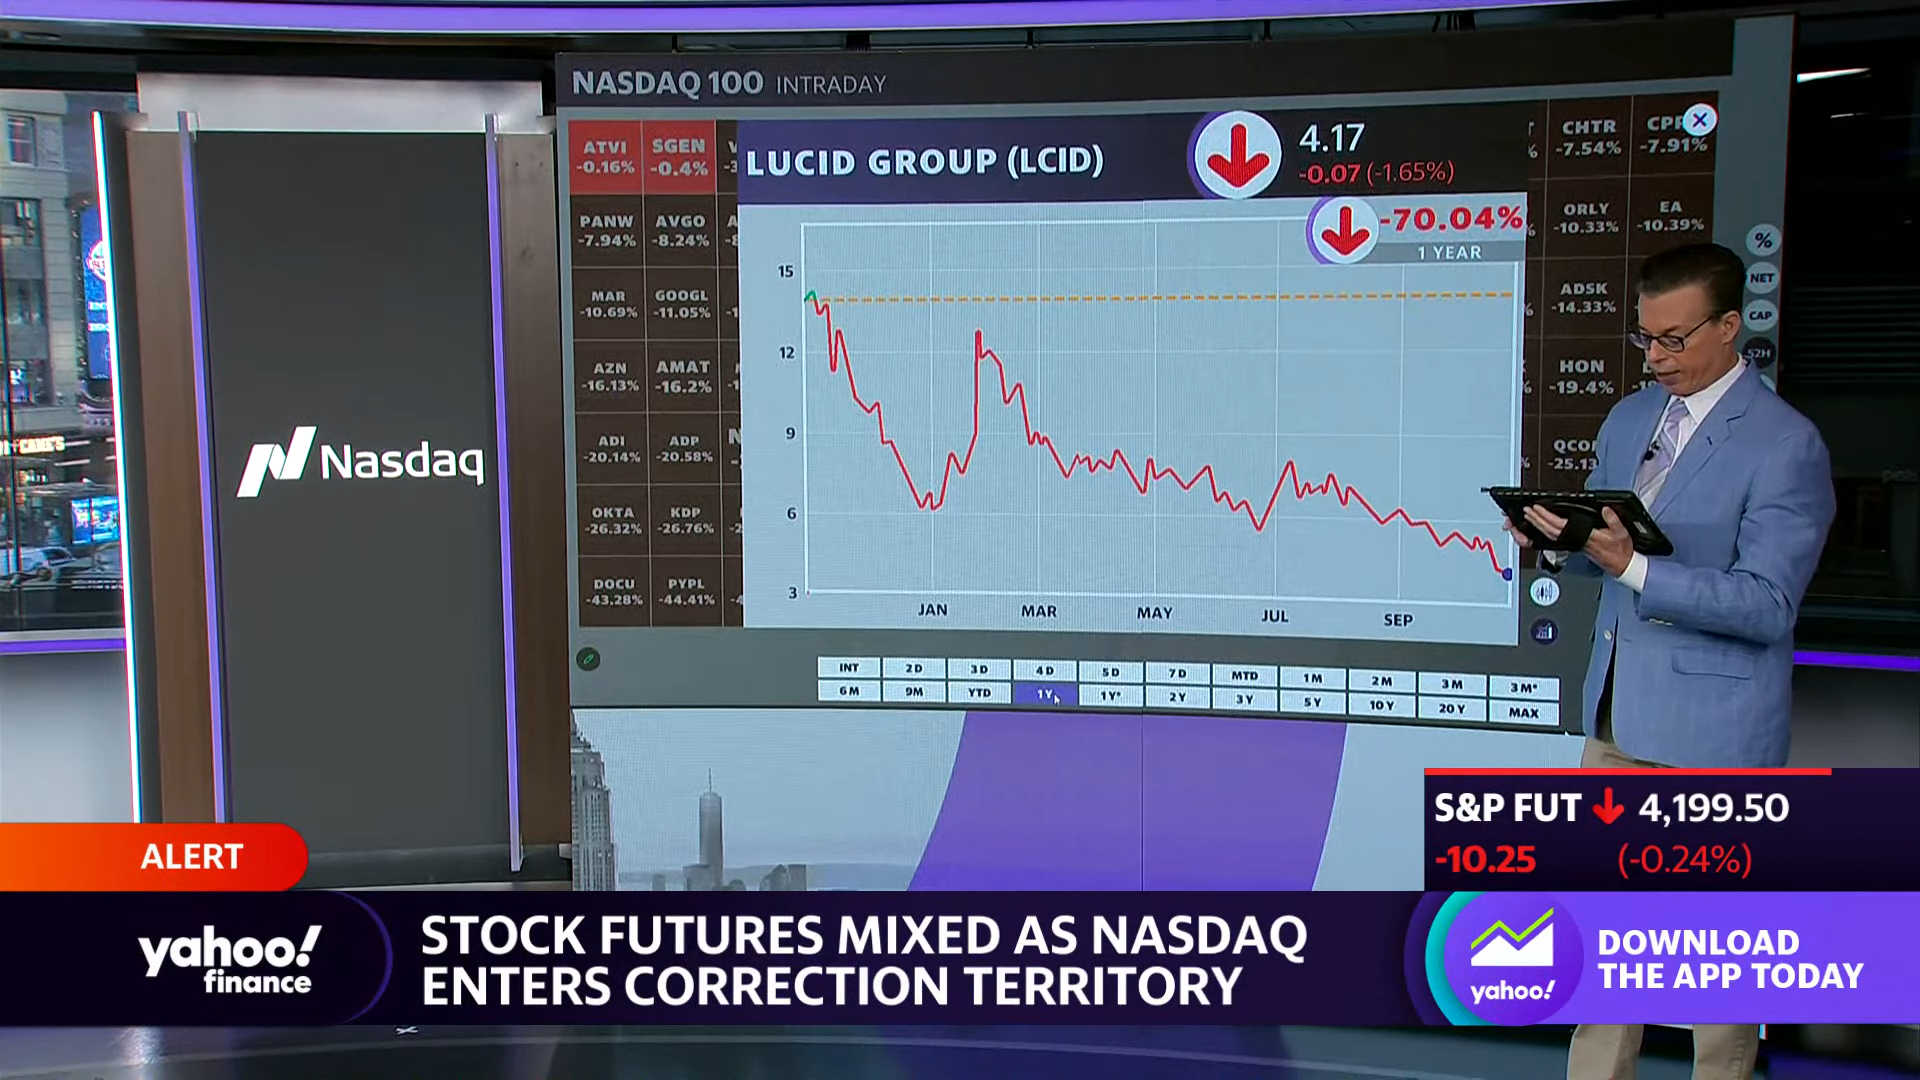 NASDAQ 100 INTRADAY
ATVI
-0.16%
SGEN
-0.4%
LUCID GROUP (LCID)
4.17
-0.07 (-1.65%)
CHTR
-7.54%
-7.91%
-70.04%
1 YEAR
PANW
-7.94%
AVGO
-8.24%
ORLY
-10.33%
EA
-10.39%
%
NET
CAP
52H
MAR
-10.69%
GOOGL
-11.05%
ADSK
-14.33%
AZN
-16.13%
AMAT
-16.2%
HON
-19.4%
ADI
-20.14%
ADP
-20.58%
OKTA
-26.32%
KDP
-26.76%
DOCU
-43.28%
PYPL
-44.41%
15
12
9
6
3
JAN MAR MAY JUL SEP
INT 2D 3D 4D 5D 7D MTD 1M 2M 3M 3M*
6M 9M YTD 1Y 1Y* 2Y 3Y 5Y 10Y 20Y MAX
Nasdaq
S&P FUT 4,199.50
-10.25 (-0.24%)
ALERT
yahoo!
finance
STOCK FUTURES MIXED AS NASDAQ
ENTERS CORRECTION TERRITORY
yahoo!
DOWNLOAD
THE APP TODAY